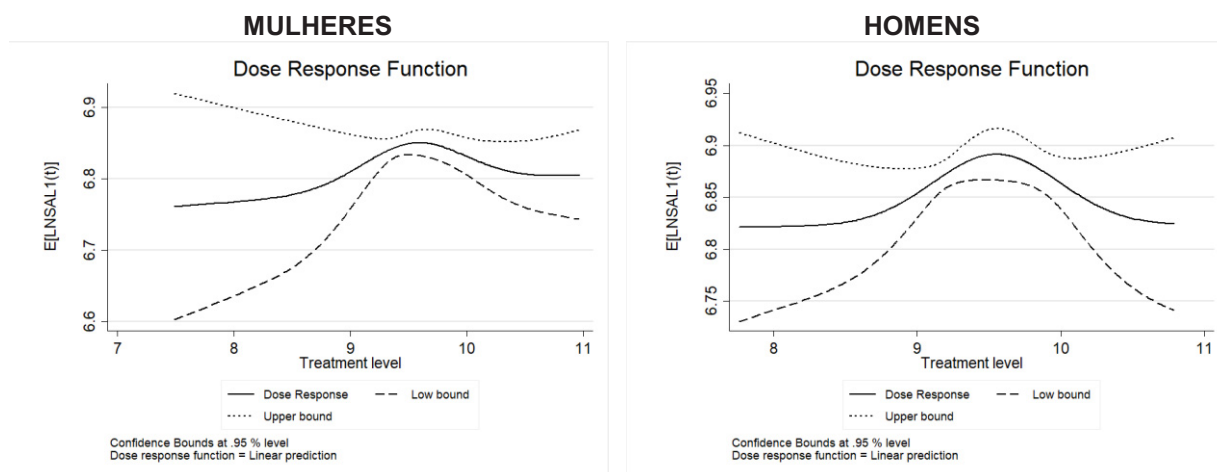 MULHERES
Dose Response Function
E[LNSAL1(t)]
6.9
6.8
6.7
6.6
7 8 9 10 11
Treatment level
Dose Response Low bound
Upper bound
Confidence Bounds at .95 % level
Dose response function = Linear prediction
HOMENS
Dose Response Function
E[LNSAL1(t)]
6.95
6.9
6.85
6.8
6.75
8 9 10 11
Treatment level
Dose Response Low bound
Upper bound
Confidence Bounds at .95 % level
Dose response function = Linear prediction